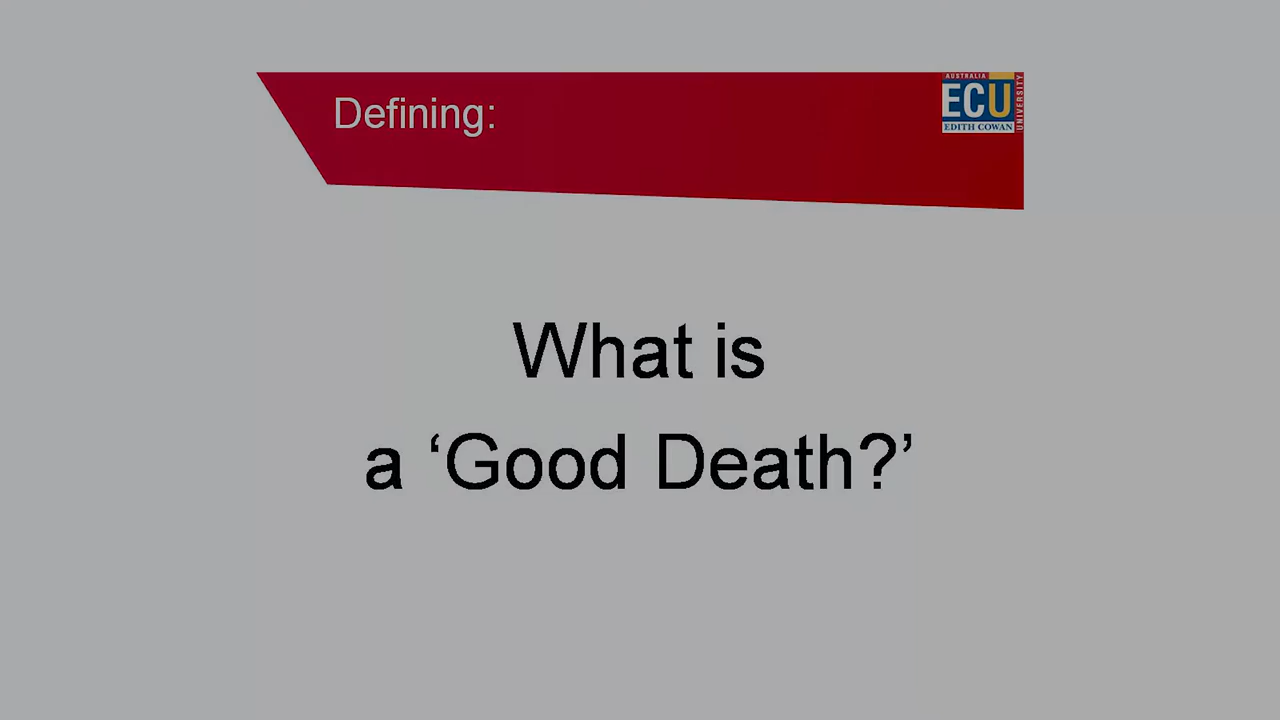 Defining:
AUSTRALIA
ECU
EDITH COWAN
UNIVERSITY
What is
a ‘Good Death?’